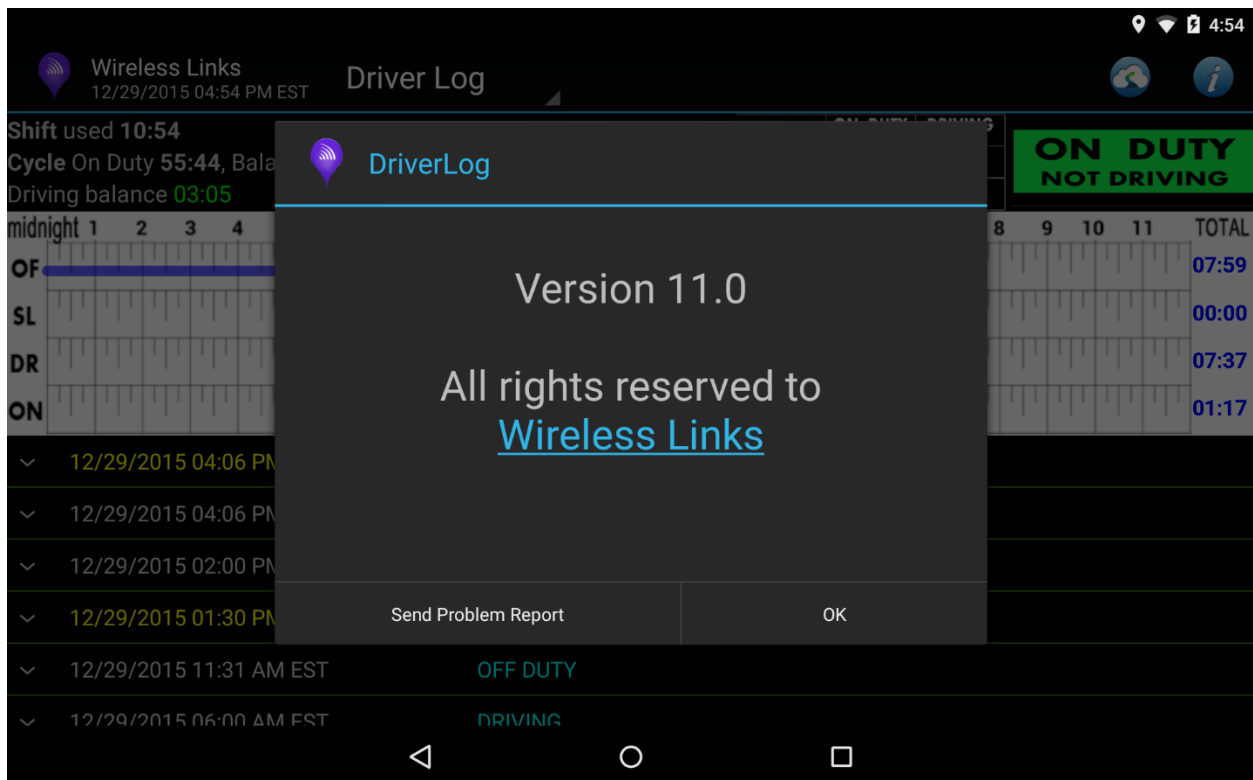 4:54
Wireless Links
12/29/2015 04:54 PM EST
Driver Log
Shift used 10:54
Cycle On Duty 55:44, Bala
Driving balance 03:05
ON DUTY DRIVING
ON DUTY
NOT DRIVING
DriverLog
midnight 1 2 3 4 8 9 10 11 TOTAL
OF 07:59
SL 00:00
DR 07:37
ON 01:17
Version 11.0
All rights reserved to
Wireless Links
12/29/2015 04:06 PM
12/29/2015 04:06 PM
12/29/2015 02:00 PM
12/29/2015 01:30 PM
Send Problem Report OK
12/29/2015 11:31 AM EST OFF DUTY
12/29/2015 06:00 AM EST DRIVING